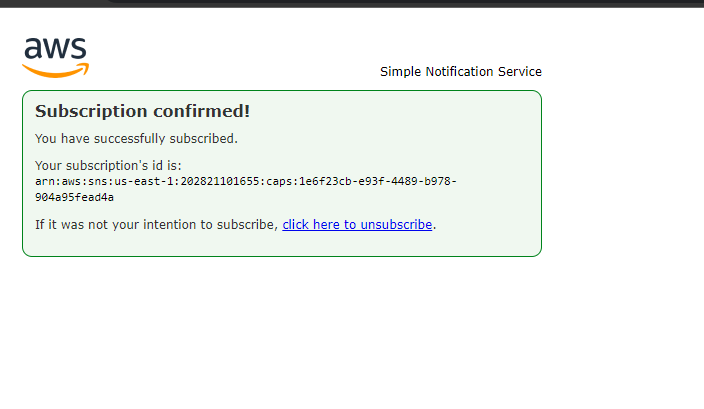 aws
Simple Notification Service
Subscription confirmed!
You have successfully subscribed.
Your subscription's id is:
arn:aws:sns:us-east-1:202821101655:caps:1e6f23cb-e93f-4489-b978-
904a95fead4a
If it was not your intention to subscribe, click here to unsubscribe.